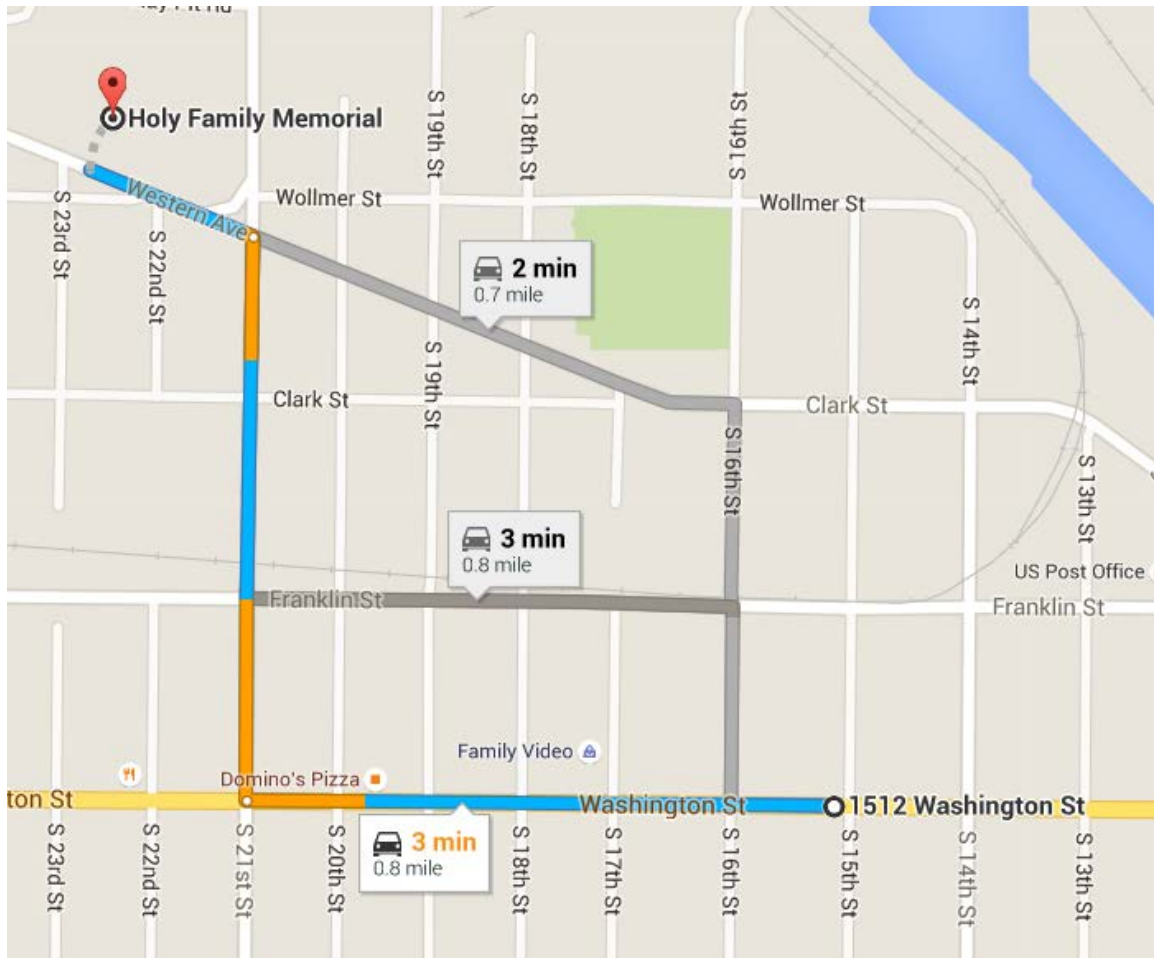 Holy Family Memorial
S 19th St
S 18th St
S 16th St
Western Ave
Wollmer St
Wollmer St
S 23rd St
S 22nd St
2 min
0.7 mile
S 14th St
S 19th St
Clark St
Clark St
S 16th St
S 13th St
3 min
0.8 mile
US Post Office
Franklin St
Franklin St
Family Video
Domino's Pizza
ton St
Washington St
1512 Washington St
3 min
0.8 mile
S 23rd St
S 22nd St
S 21st St
S 20th St
S 18th St
S 17th St
S 16th St
S 15th St
S 14th St
S 13th St